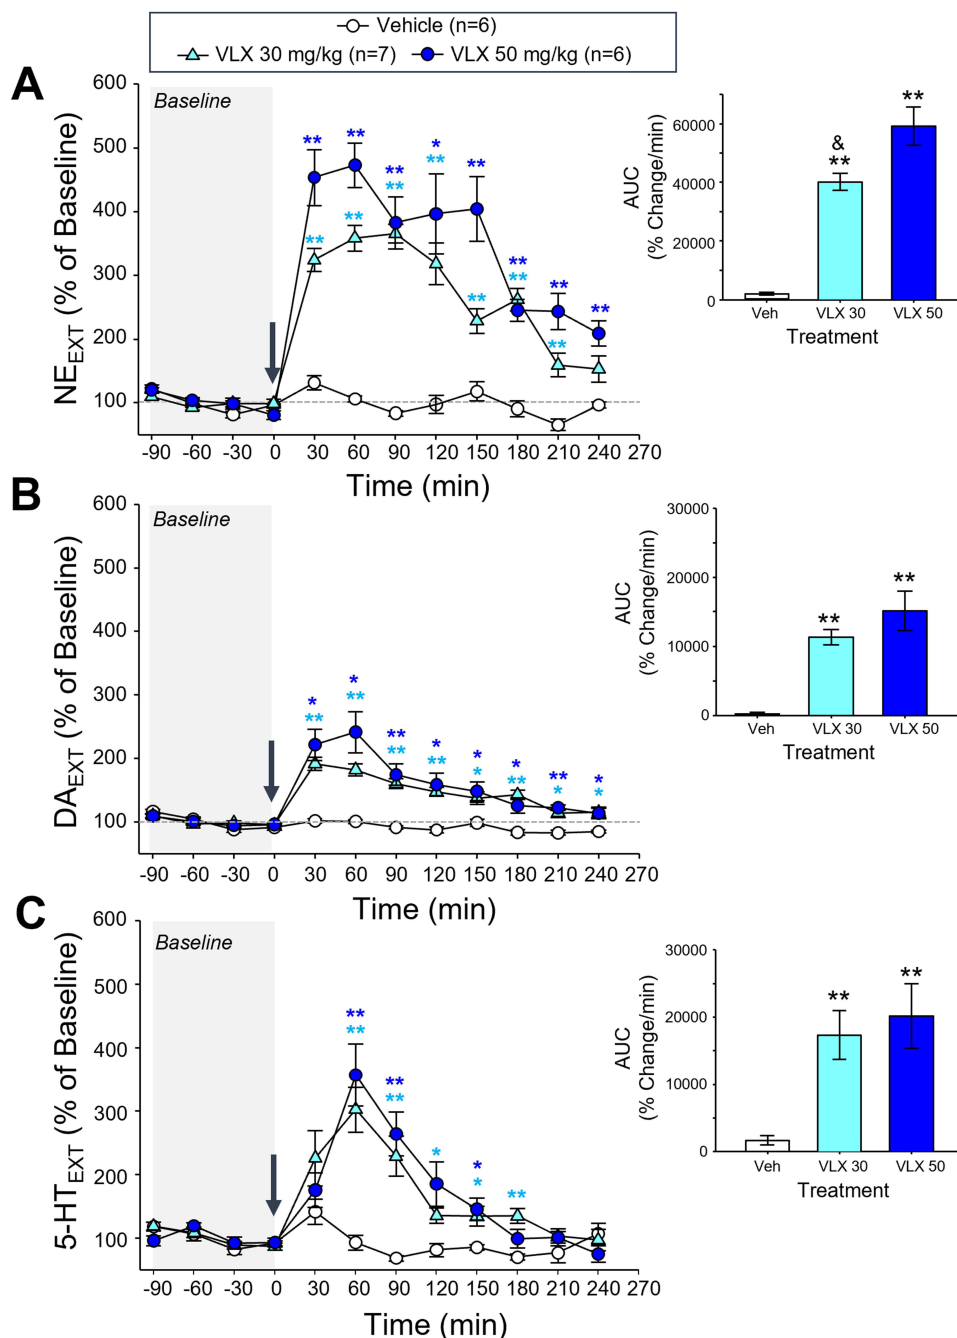 Vehicle (n=6)
VLX 30 mg/kg (n=7) VLX 50 mg/kg (n=6)
A
NE_EXT (% of Baseline)
600
500
400
300
200
100
Baseline
** ** ** * ** **
** ** ** ** ** ** ** ** **
-90 -60 -30 0 30 60 90 120 150 180 210 240 270
Time (min)
AUC
(% Change/min)
60000
40000
20000
0
&
** **
Veh VLX 30 VLX 50
Treatment
B
DA_EXT (% of Baseline)
600
500
400
300
200
100
Baseline
* * ** * * * ** *
** ** ** ** * ** * *
-90 -60 -30 0 30 60 90 120 150 180 210 240 270
Time (min)
AUC
(% Change/min)
30000
20000
10000
0
** **
Veh VLX 30 VLX 50
Treatment
C
5-HT_EXT (% of Baseline)
600
500
400
300
200
100
Baseline
** ** *
** ** * * **
-90 -60 -30 0 30 60 90 120 150 180 210 240 270
Time (min)
AUC
(% Change/min)
30000
20000
10000
0
** **
Veh VLX 30 VLX 50
Treatment